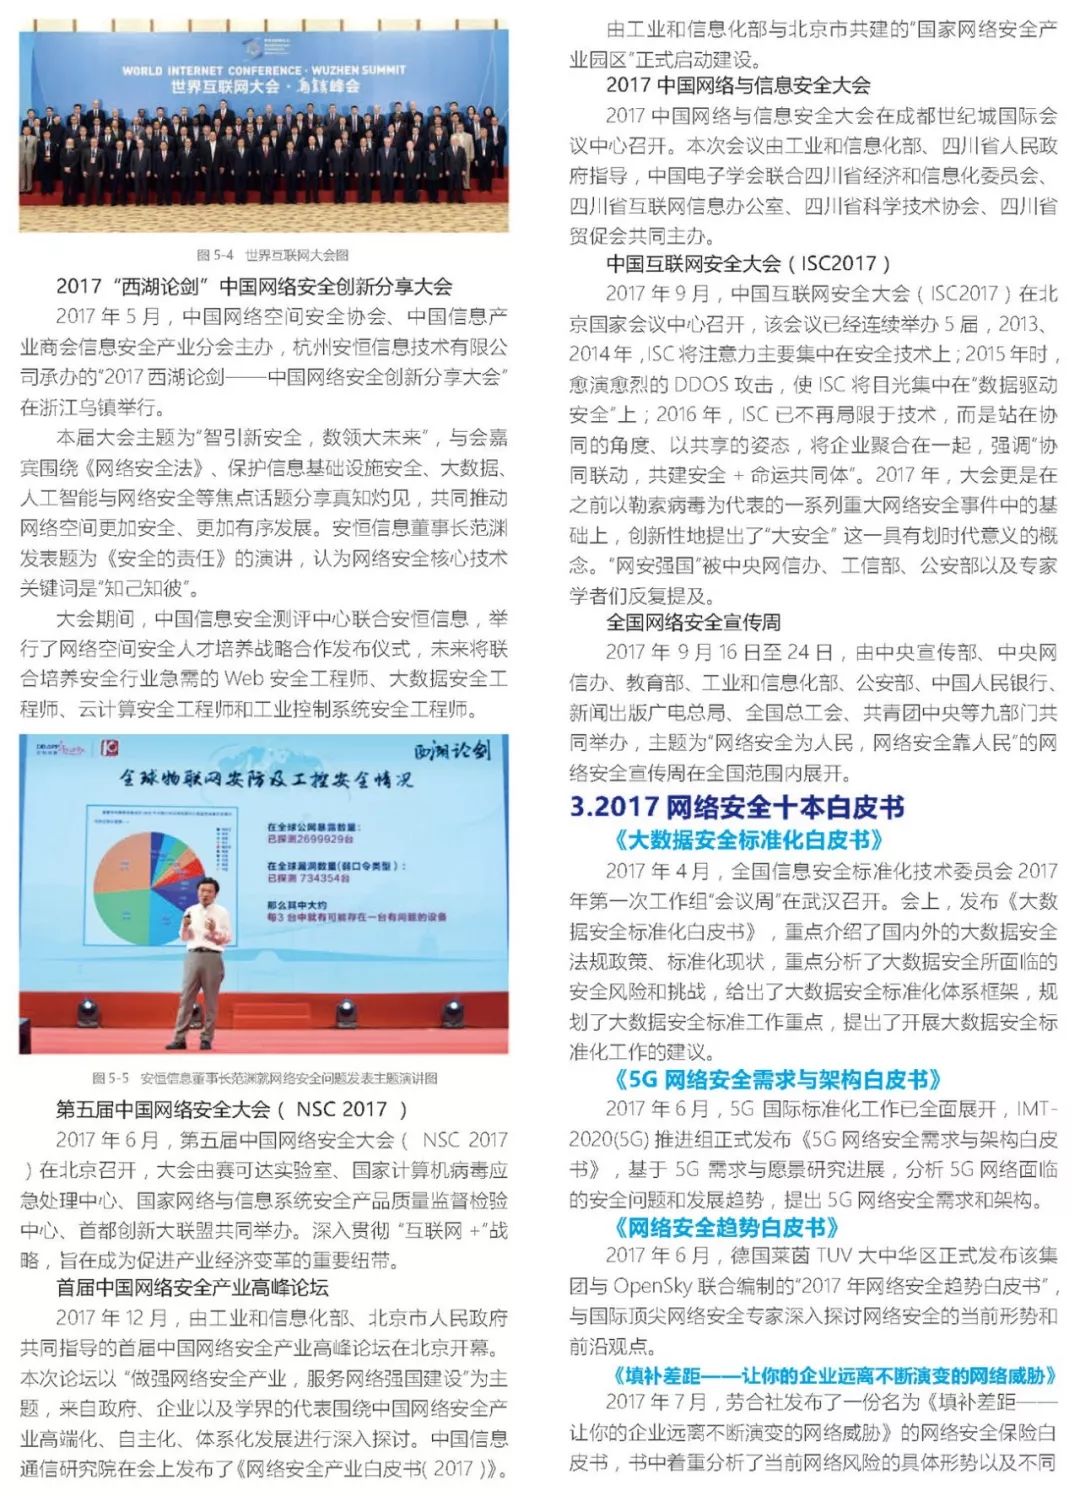 WORLD INTERNET CONFERENCE · WUZHEN SUMMIT
世界互联网大会·乌镇峰会
图 5-4 世界互联网大会图
2017 “西湖论剑”中国网络安全创新分享大会
2017 年 5 月，中国网络空间安全协会、中国信息产
业商会信息安全产业分会主办，杭州安恒信息技术有限公
司承办的“2017 西湖论剑——中国网络安全创新分享大会”
在浙江乌镇举行。
本届大会主题为“智引新安全，数领大未来”，与会嘉
宾围绕《网络安全法》、保护信息基础设施安全、大数据、
人工智能与网络安全等焦点话题分享真知灼见，共同推动
网络空间更加安全、更加有序发展。安恒信息董事长范渊
发表题为《安全的责任》的演讲，认为网络安全核心技术
关键词是“知己知彼”。
大会期间，中国信息安全测评中心联合安恒信息，举
行了网络空间安全人才培养战略合作发布仪式，未来将联
合培养安全行业急需的 Web 安全工程师、大数据安全工
程师、云计算安全工程师和工业控制系统安全工程师。
西湖论剑
全球物联网安防及工控安全情况
在全球公网暴露数量：
已探测2699929台
在全球漏洞数量(弱口令类型)：
已探测 734354台
那么其中大约
每3 台中就有可能存在一台有问题的设备
图 5-5 安恒信息董事长范渊就网络安全问题发表主题演讲图
第五届中国网络安全大会（ NSC 2017 ）
2017 年 6 月，第五届中国网络安全大会（ NSC 2017
）在北京召开，大会由赛可达实验室、国家计算机病毒应
急处理中心、国家网络与信息系统安全产品质量监督检验
中心、首都创新大联盟共同举办。深入贯彻 “互联网 +”战
略，旨在成为促进产业经济变革的重要纽带。
首届中国网络安全产业高峰论坛
2017 年 12 月，由工业和信息化部、北京市人民政府
共同指导的首届中国网络安全产业高峰论坛在北京开幕。
本次论坛以 “做强网络安全产业，服务网络强国建设”为主
题，来自政府、企业以及学界的代表围绕中国网络安全产
业高端化、自主化、体系化发展进行深入探讨。中国信息
通信研究院在会上发布了《网络安全产业白皮书( 2017 )》。
由工业和信息化部与北京市共建的“国家网络安全产
业园区”正式启动建设。
2017 中国网络与信息安全大会
2017 中国网络与信息安全大会在成都世纪城国际会
议中心召开。本次会议由工业和信息化部、四川省人民政
府指导，中国电子学会联合四川省经济和信息化委员会、
四川省互联网信息办公室、四川省科学技术协会、四川省
贸促会共同主办。
中国互联网安全大会（ ISC2017 ）
2017 年 9 月，中国互联网安全大会（ ISC2017 ）在北
京国家会议中心召开，该会议已经连续举办 5 届，2013、
2014 年，ISC 将注意力主要集中在安全技术上；2015 年时，
愈演愈烈的 DDOS 攻击，使 ISC 将目光集中在“数据驱动
安全”上；2016 年，ISC 已不再局限于技术，而是站在协
同的角度、以共享的姿态，将企业聚合在一起，强调“协
同联动，共建安全 + 命运共同体”。2017 年，大会更是在
之前以勒索病毒为代表的一系列重大网络安全事件中的基
础上，创新性地提出了“大安全” 这一具有划时代意义的概
念。“网安强国”被中央网信办、工信部、公安部以及专家
学者们反复提及。
全国网络安全宣传周
2017 年 9 月 16 日至 24 日，由中央宣传部、中央网
信办、教育部、工业和信息化部、公安部、中国人民银行、
新闻出版广电总局、全国总工会、共青团中央等九部门共
同举办，主题为“网络安全为人民，网络安全靠人民”的网
络安全宣传周在全国范围内展开。
3.2017 网络安全十本白皮书
《大数据安全标准化白皮书》
2017 年 4 月，全国信息安全标准化技术委员会 2017
年第一次工作组“会议周”在武汉召开。会上，发布《大数
据安全标准化白皮书》，重点介绍了国内外的大数据安全
法规政策、标准化现状，重点分析了大数据安全所面临的
安全风险和挑战，给出了大数据安全标准化体系框架，规
划了大数据安全标准工作重点，提出了开展大数据安全标
准化工作的建议。
《5G 网络安全需求与架构白皮书》
2017 年 6 月，5G 国际标准化工作已全面展开，IMT-
2020(5G) 推进组正式发布《5G 网络安全需求与架构白皮
书》，基于 5G 需求与愿景研究进展，分析 5G 网络面临
的安全问题和发展趋势，提出 5G 网络安全需求和架构。
《网络安全趋势白皮书》
2017 年 6 月，德国莱茵 TUV 大中华区正式发布该集
团与 OpenSky 联合编制的“2017 年网络安全趋势白皮书”，
与国际顶尖网络安全专家深入探讨网络安全的当前形势和
前沿观点。
《填补差距——让你的企业远离不断演变的网络威胁》
2017 年 7 月，劳合社发布了一份名为《填补差距——
让你的企业远离不断演变的网络威胁》的网络安全保险白
皮书，书中着重分析了当前网络风险的具体形势以及不同